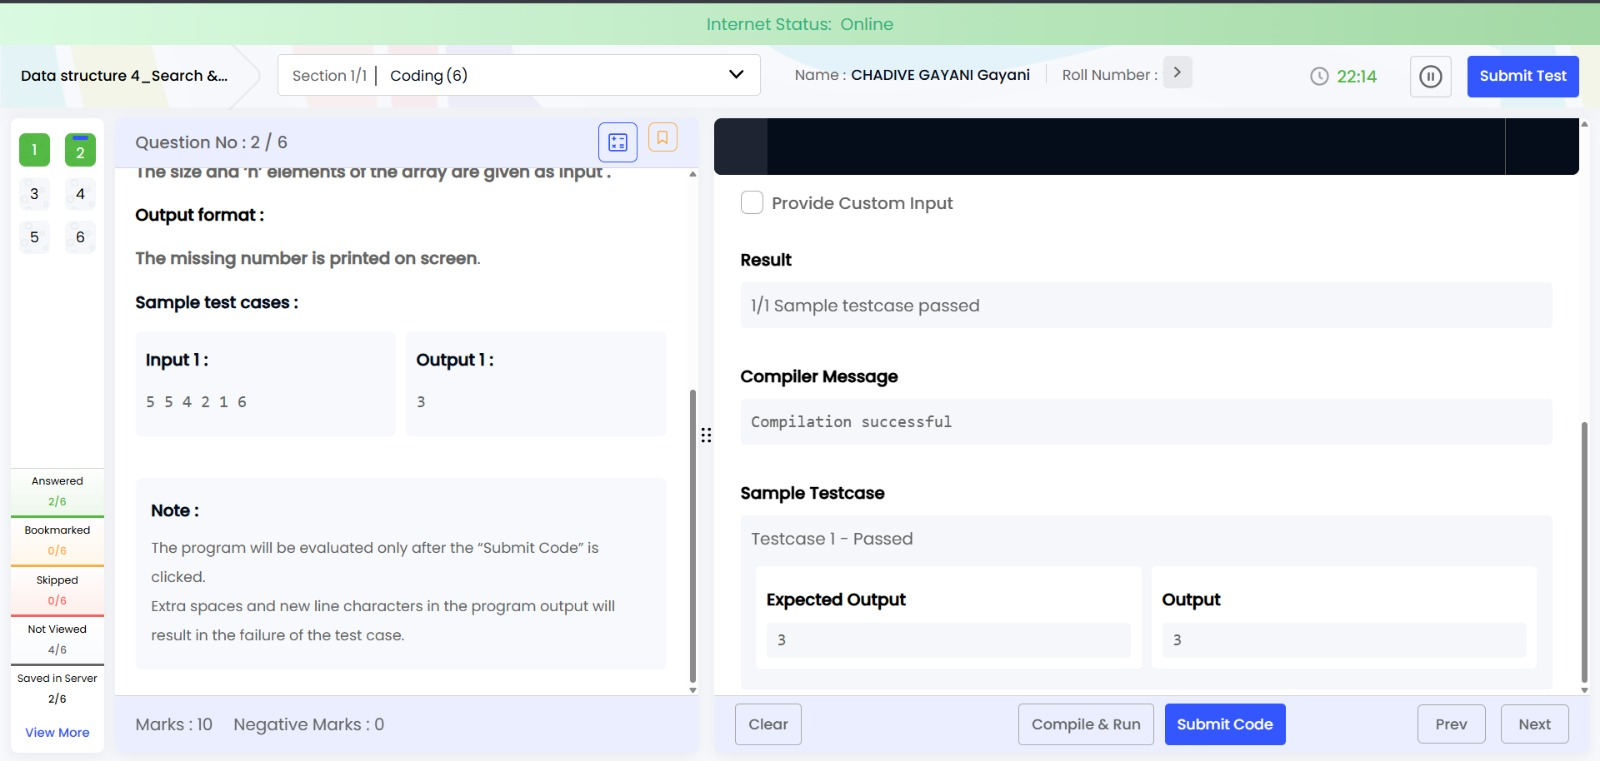 Internet Status: Online
Data structure 4_Search &...
Section 1/1 | Coding (6)
Name : CHADIVE GAYANI Gayani
Roll Number :
22:14
Submit Test
1 2
3 4
5 6
Answered
2/6
Bookmarked
0/6
Skipped
0/6
Not Viewed
4/6
Saved in Server
2/6
View More
Question No : 2 / 6
The size and 'n' elements of the array are given as input .
Output format :
The missing number is printed on screen.
Sample test cases :
Input 1 :
5 5 4 2 1 6
Output 1 :
3
Note :
The program will be evaluated only after the “Submit Code” is
clicked.
Extra spaces and new line characters in the program output will
result in the failure of the test case.
Marks : 10 Negative Marks : 0
Provide Custom Input
Result
1/1 Sample testcase passed
Compiler Message
Compilation successful
Sample Testcase
Testcase 1 - Passed
Expected Output
3
Output
3
Clear
Compile & Run
Submit Code
Prev
Next